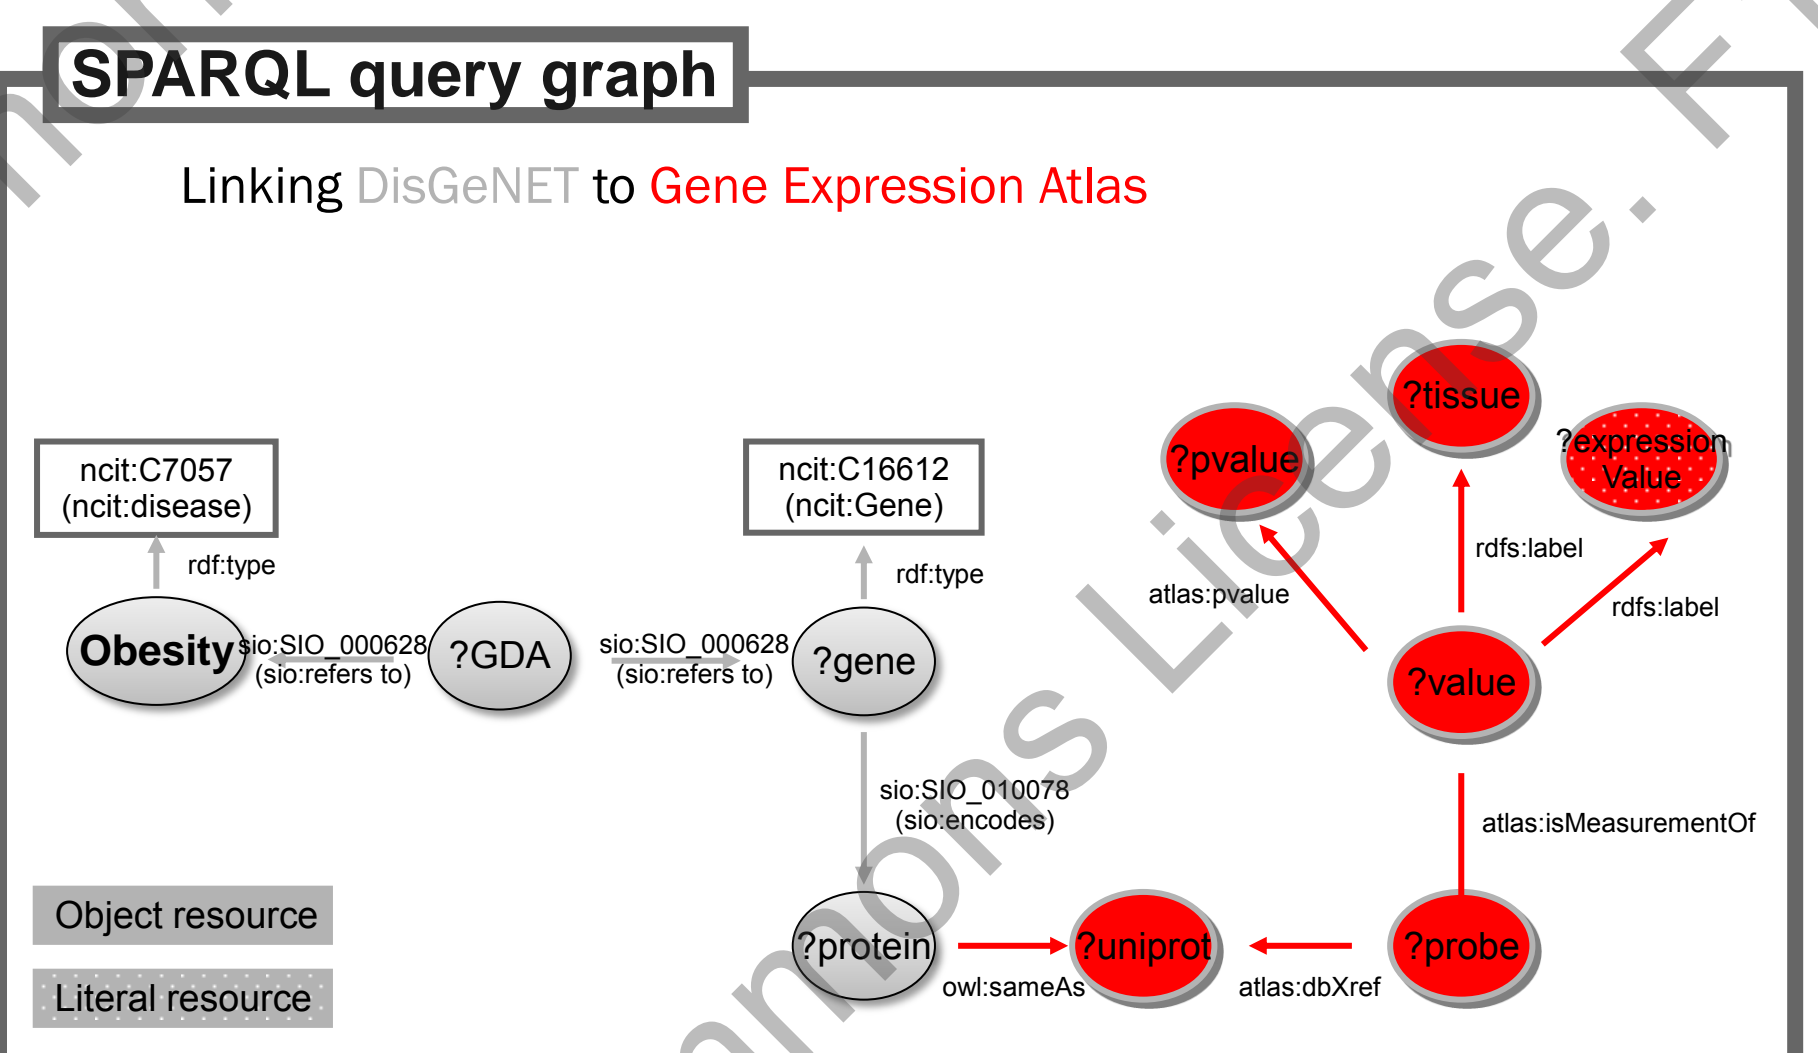 SPARQL query graph
Linking DisGeNET to Gene Expression Atlas
?tissue
?pvalue
?expression
Value
ncit:C7057
(ncit:disease)
ncit:C16612
(ncit:Gene)
rdf:type
rdf:type
rdfs:label
atlas:pvalue
rdfs:label
Obesity
sio:SIO_000628
(sio:refers to)
?GDA
sio:SIO_000628
(sio:refers to)
?gene
?value
sio:SIO_010078
(sio:encodes)
atlas:isMeasurementOf
Object resource
?protein
?uniprot
?probe
owl:sameAs
atlas:dbXref
Literal resource
mons License. F